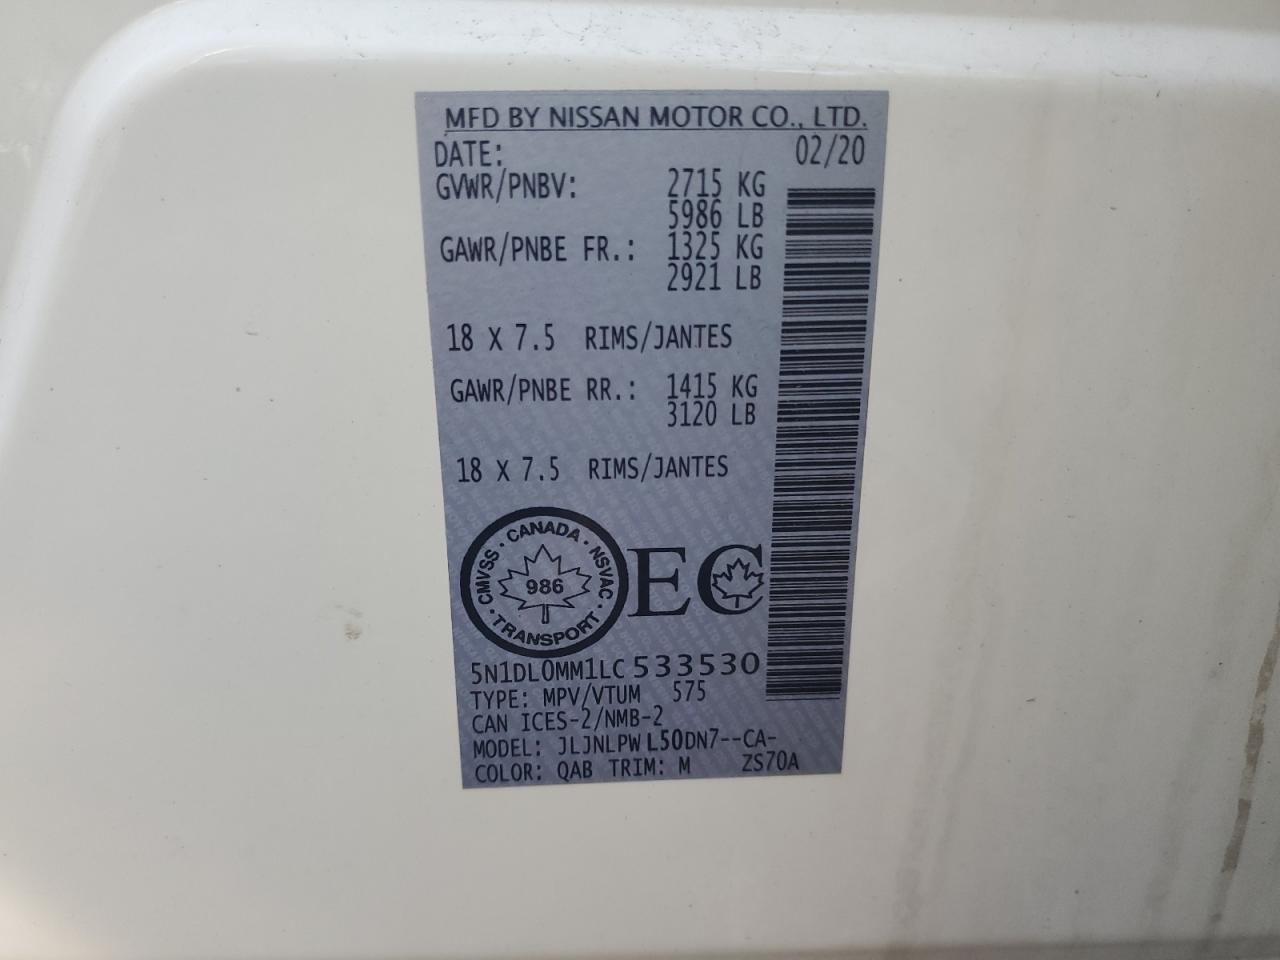 MFD BY NISSAN MOTOR CO., LTD.
DATE: 02/20
GVWR/PNBV: 2715 KG
5986 LB
GAWR/PNBE FR.: 1325 KG
2921 LB
18 X 7.5 RIMS/JANTES
GAWR/PNBE RR.: 1415 KG
3120 LB
18 X 7.5 RIMS/JANTES
CMVSS · CANADA · NSVAC · TRANSPORT ·
986
EC
5N1DL0MM1LC533530
TYPE: MPV/VTUM 575
CAN ICES-2/NMB-2
MODEL: JLJNLPWL50DN7--CA-
COLOR: QAB TRIM: M ZS70A